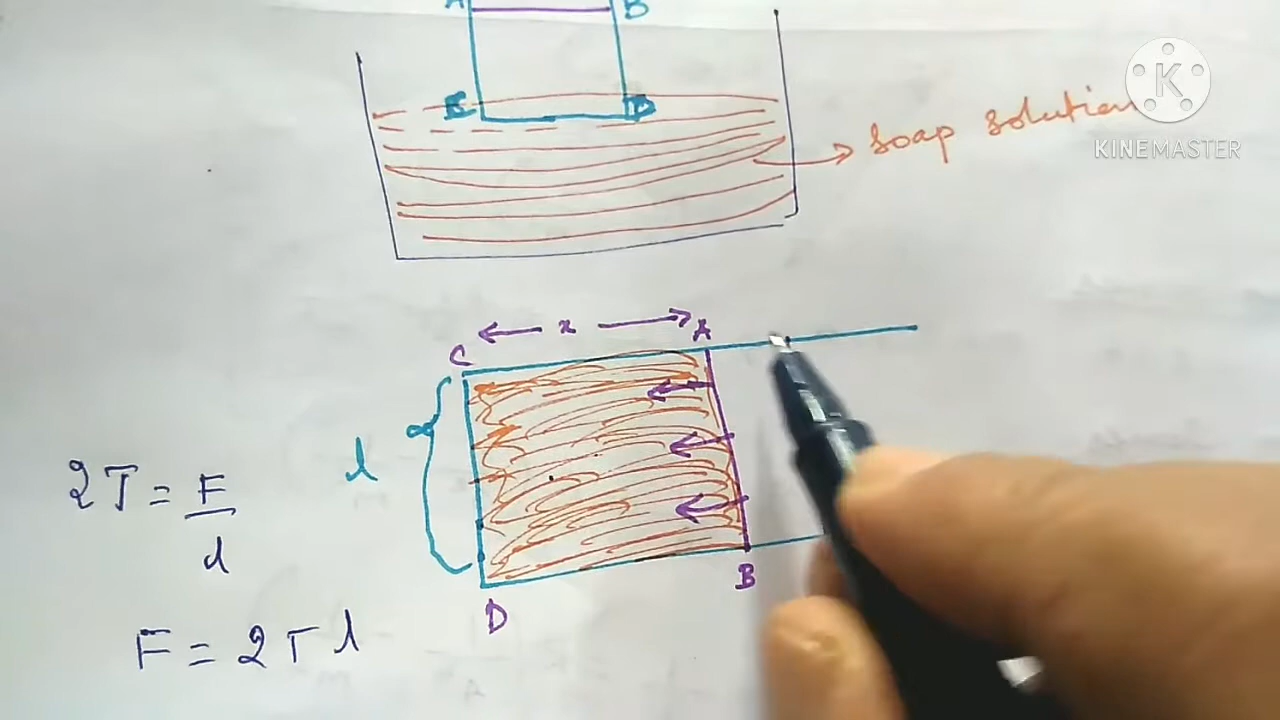 A B
E D
soap solution
K
KINEMASTER
x
C A
l
2T = F/l
D B
F = 2Tl